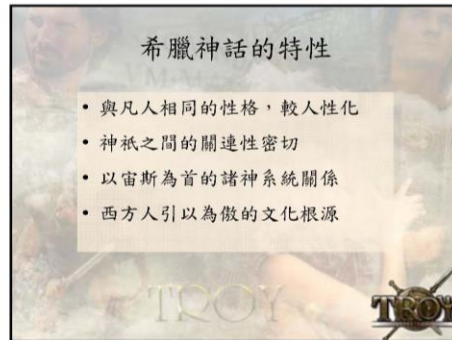 希臘神話的特性
• 與凡人相同的性格，較人性化
• 神祇之間的關連性密切
• 以宙斯為首的諸神系統關係
• 西方人引以為傲的文化根源
TROY
TROY